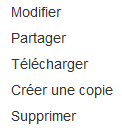 Modifier
Partager
Télécharger
Créer une copie
Supprimer